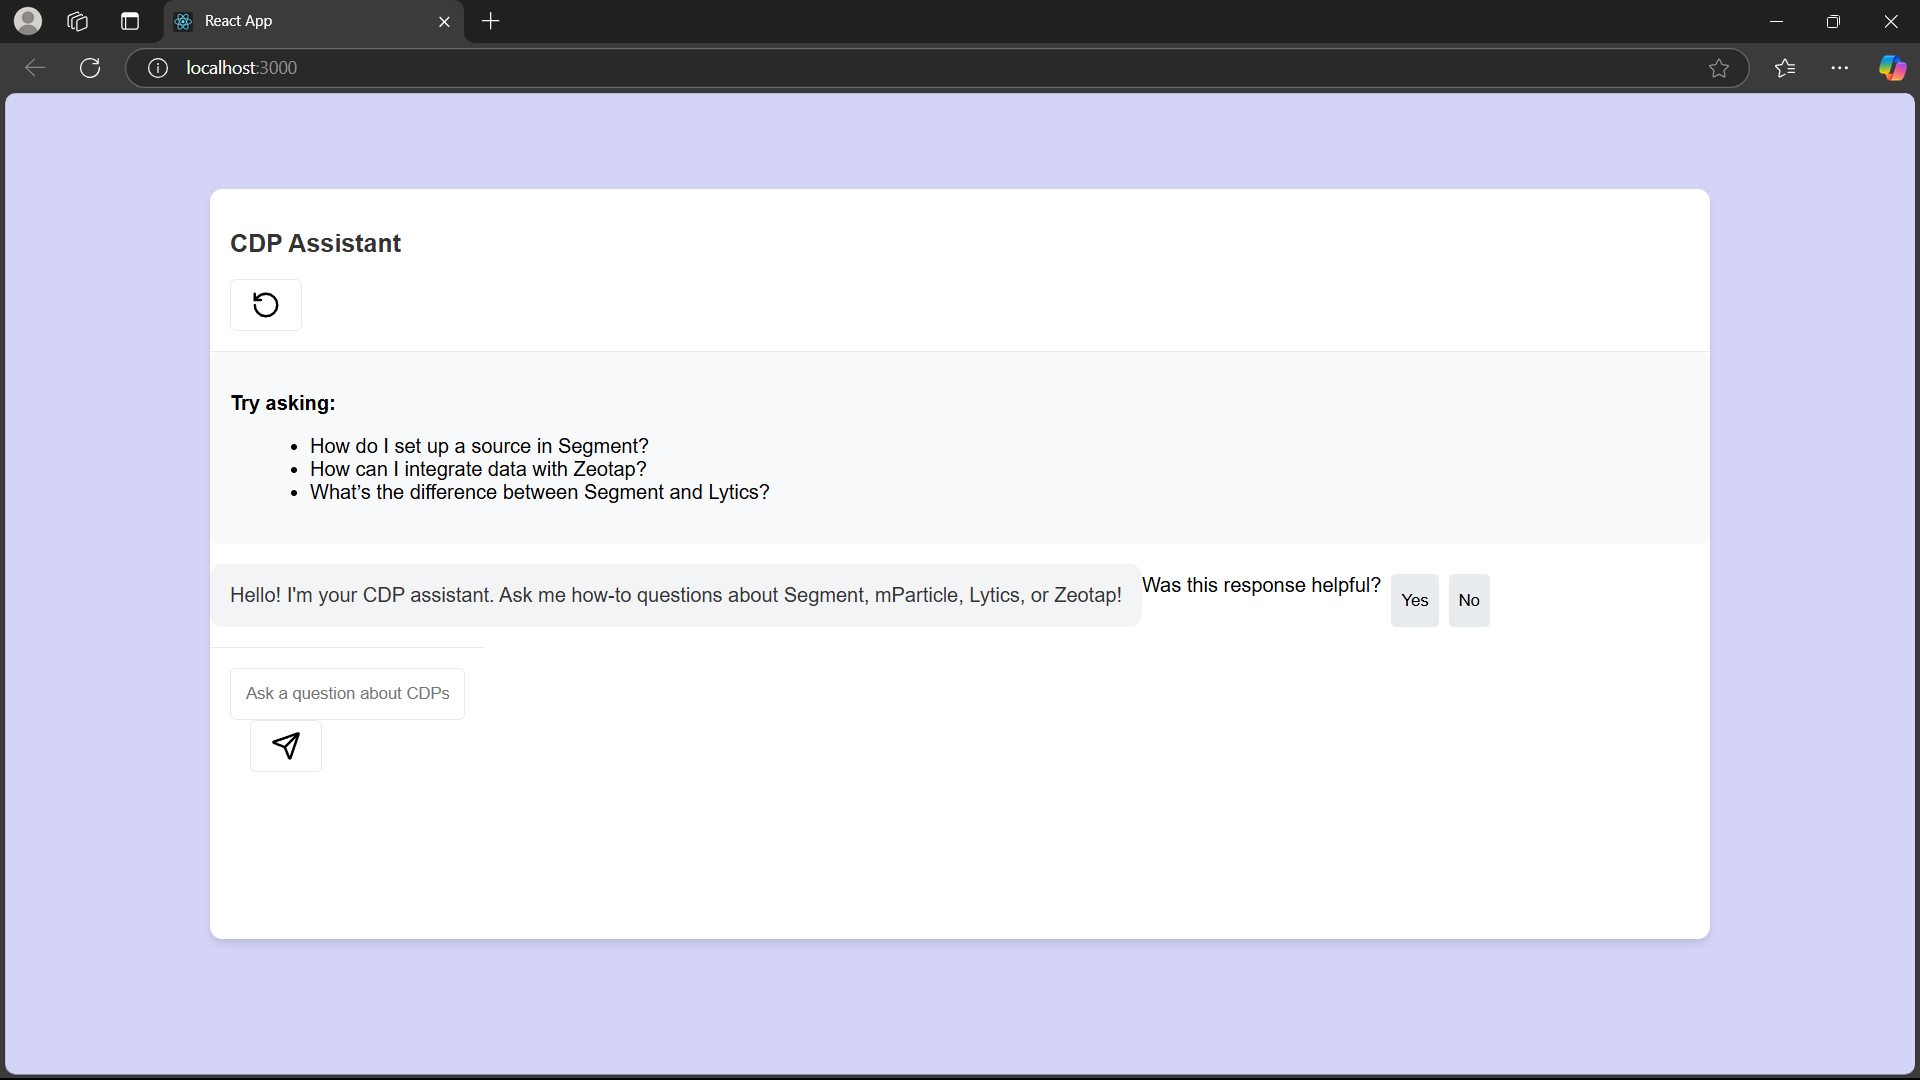 React App
localhost:3000
CDP Assistant
Try asking:
• How do I set up a source in Segment?
• How can I integrate data with Zeotap?
• What’s the difference between Segment and Lytics?
Hello! I'm your CDP assistant. Ask me how-to questions about Segment, mParticle, Lytics, or Zeotap! Was this response helpful? Yes No
Ask a question about CDPs